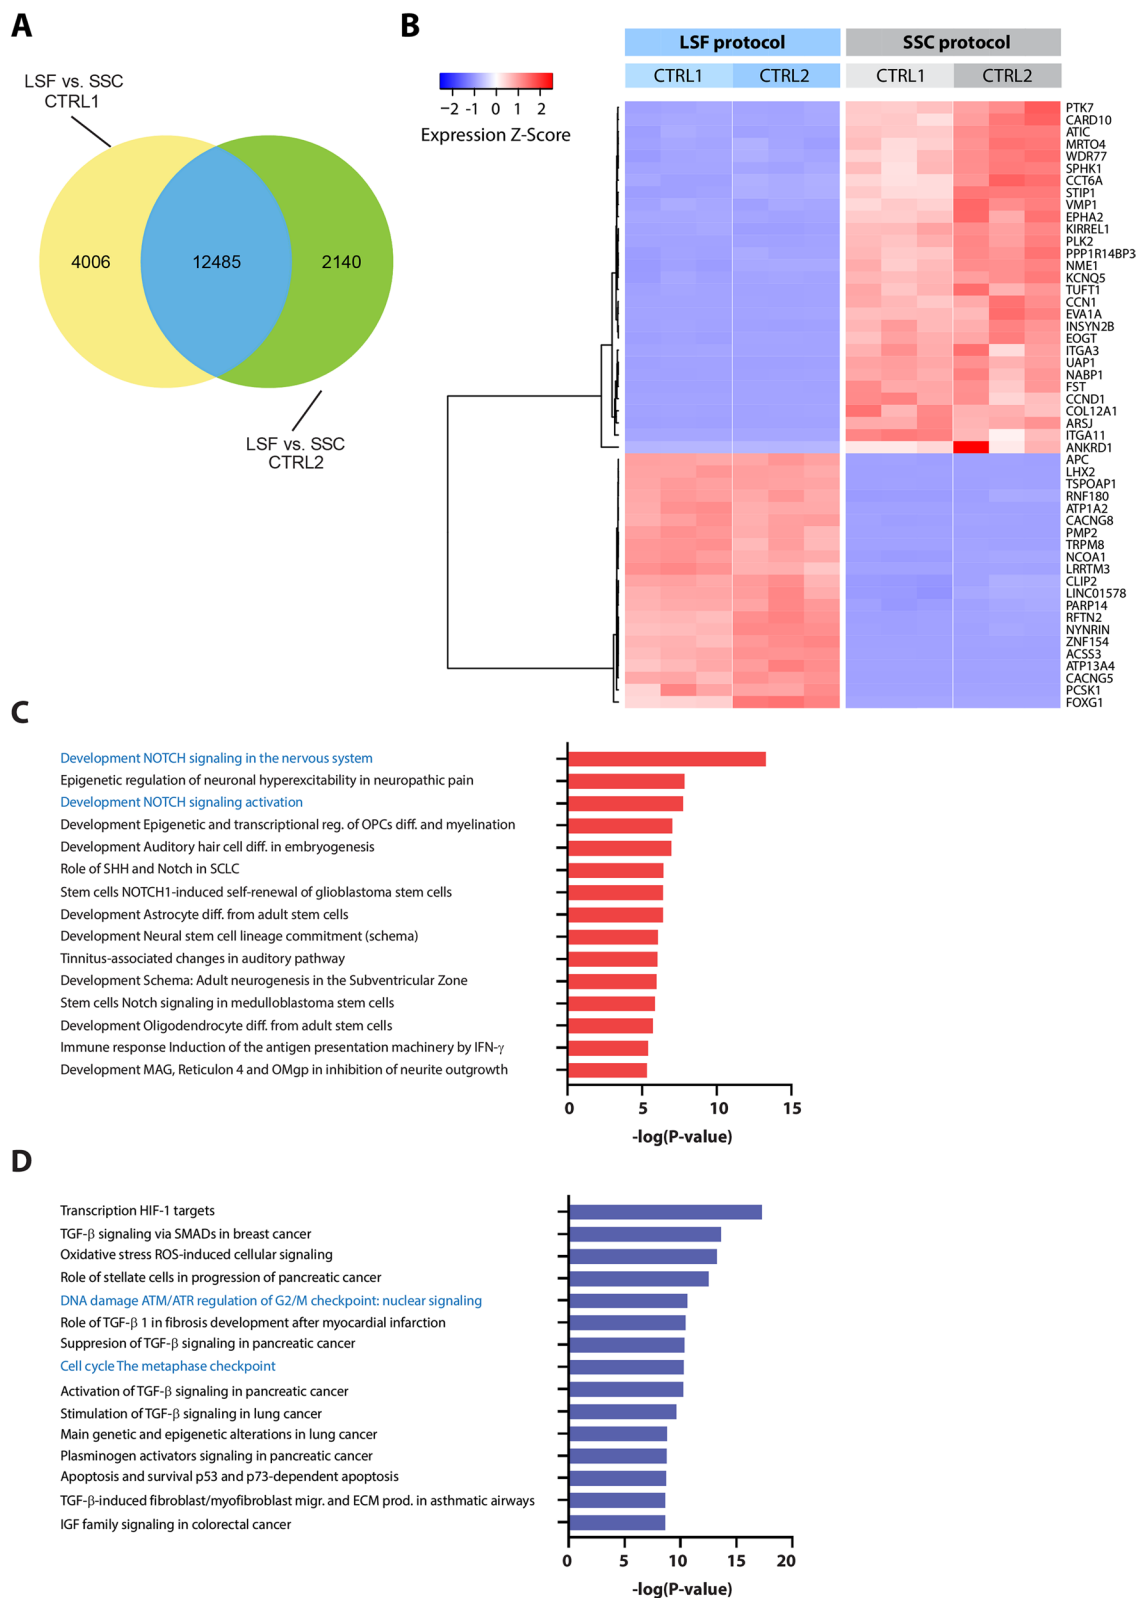 A
LSF vs. SSC
CTRL1
4006
12485
2140
LSF vs. SSC
CTRL2
B
−2 −1 0 1 2
Expression Z-Score
LSF protocol SSC protocol
CTRL1 CTRL2 CTRL1 CTRL2
PTK7
CARD10
ATIC
MRTO4
WDR77
SPHK1
CCT6A
STIP1
VMP1
EPHA2
KIRREL1
PLK2
PPP1R14BP3
NME1
KCNQ5
TUFT1
CCN1
EVA1A
INSYN2B
EOGT
ITGA3
UAP1
NABP1
FST
CCND1
COL12A1
ARSJ
ITGA11
ANKRD1
APC
LHX2
TSPOAP1
RNF180
ATP1A2
CACNG8
PMP2
TRPM8
NCOA1
LRRTM3
CLIP2
LINC01578
PARP14
RFTN2
NYNRIN
ZNF154
ACSS3
ATP13A4
CACNG5
PCSK1
FOXG1
C
Development NOTCH signaling in the nervous system
Epigenetic regulation of neuronal hyperexcitability in neuropathic pain
Development NOTCH signaling activation
Development Epigenetic and transcriptional reg. of OPCs diff. and myelination
Development Auditory hair cell diff. in embryogenesis
Role of SHH and Notch in SCLC
Stem cells NOTCH1-induced self-renewal of glioblastoma stem cells
Development Astrocyte diff. from adult stem cells
Development Neural stem cell lineage commitment (schema)
Tinnitus-associated changes in auditory pathway
Development Schema: Adult neurogenesis in the Subventricular Zone
Stem cells Notch signaling in medulloblastoma stem cells
Development Oligodendrocyte diff. from adult stem cells
Immune response Induction of the antigen presentation machinery by IFN-γ
Development MAG, Reticulon 4 and OMgp in inhibition of neurite outgrowth
0 5 10 15
-log(P-value)
D
Transcription HIF-1 targets
TGF-β signaling via SMADs in breast cancer
Oxidative stress ROS-induced cellular signaling
Role of stellate cells in progression of pancreatic cancer
DNA damage ATM/ATR regulation of G2/M checkpoint: nuclear signaling
Role of TGF-β 1 in fibrosis development after myocardial infarction
Suppresion of TGF-β signaling in pancreatic cancer
Cell cycle The metaphase checkpoint
Activation of TGF-β signaling in pancreatic cancer
Stimulation of TGF-β signaling in lung cancer
Main genetic and epigenetic alterations in lung cancer
Plasminogen activators signaling in pancreatic cancer
Apoptosis and survival p53 and p73-dependent apoptosis
TGF-β-induced fibroblast/myofibroblast migr. and ECM prod. in asthmatic airways
IGF family signaling in colorectal cancer
0 5 10 15 20
-log(P-value)